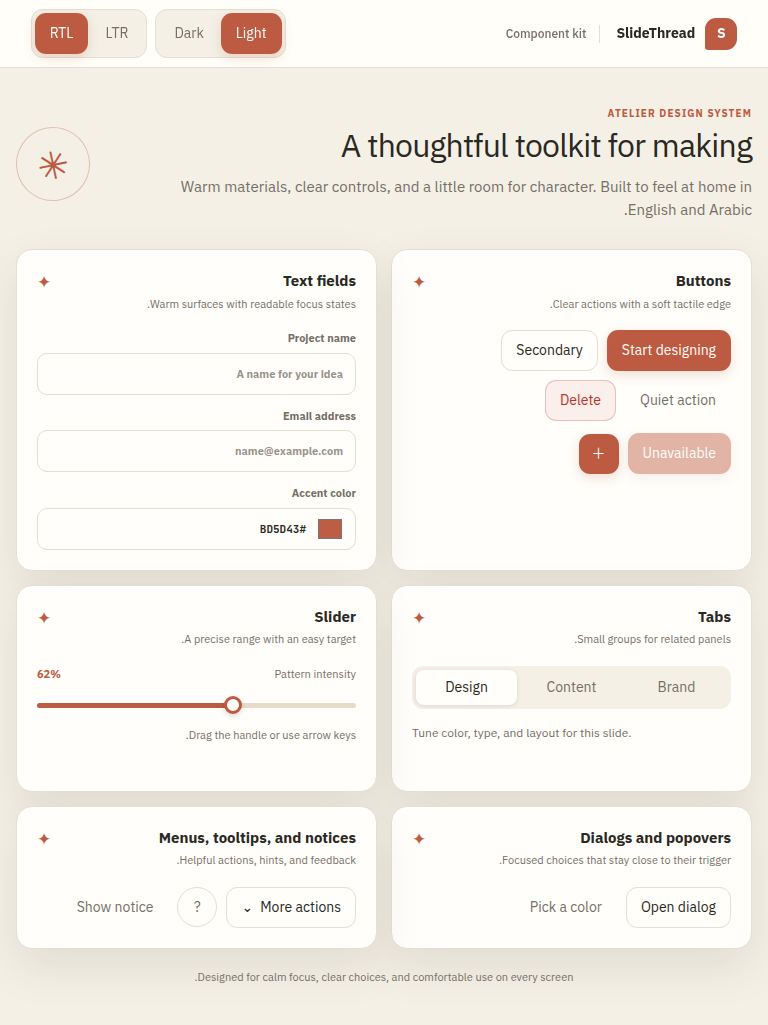 S
SlideThread
Component kit
Light
Dark
LTR
RTL
ATELIER DESIGN SYSTEM
A thoughtful toolkit for making
Warm materials, clear controls, and a little room for character. Built to feel at home in
.English and Arabic
Buttons
.Clear actions with a soft tactile edge
Start designing
Secondary
Quiet action
Delete
Unavailable
+
Text fields
.Warm surfaces with readable focus states
Project name
A name for your idea
Email address
name@example.com
Accent color
BD5D43#
Tabs
.Small groups for related panels
Brand
Content
Design
Tune color, type, and layout for this slide.
Slider
.A precise range with an easy target
Pattern intensity
62%
.Drag the handle or use arrow keys
Dialogs and popovers
.Focused choices that stay close to their trigger
Open dialog
Pick a color
Menus, tooltips, and notices
.Helpful actions, hints, and feedback
More actions
?
Show notice
.Designed for calm focus, clear choices, and comfortable use on every screen